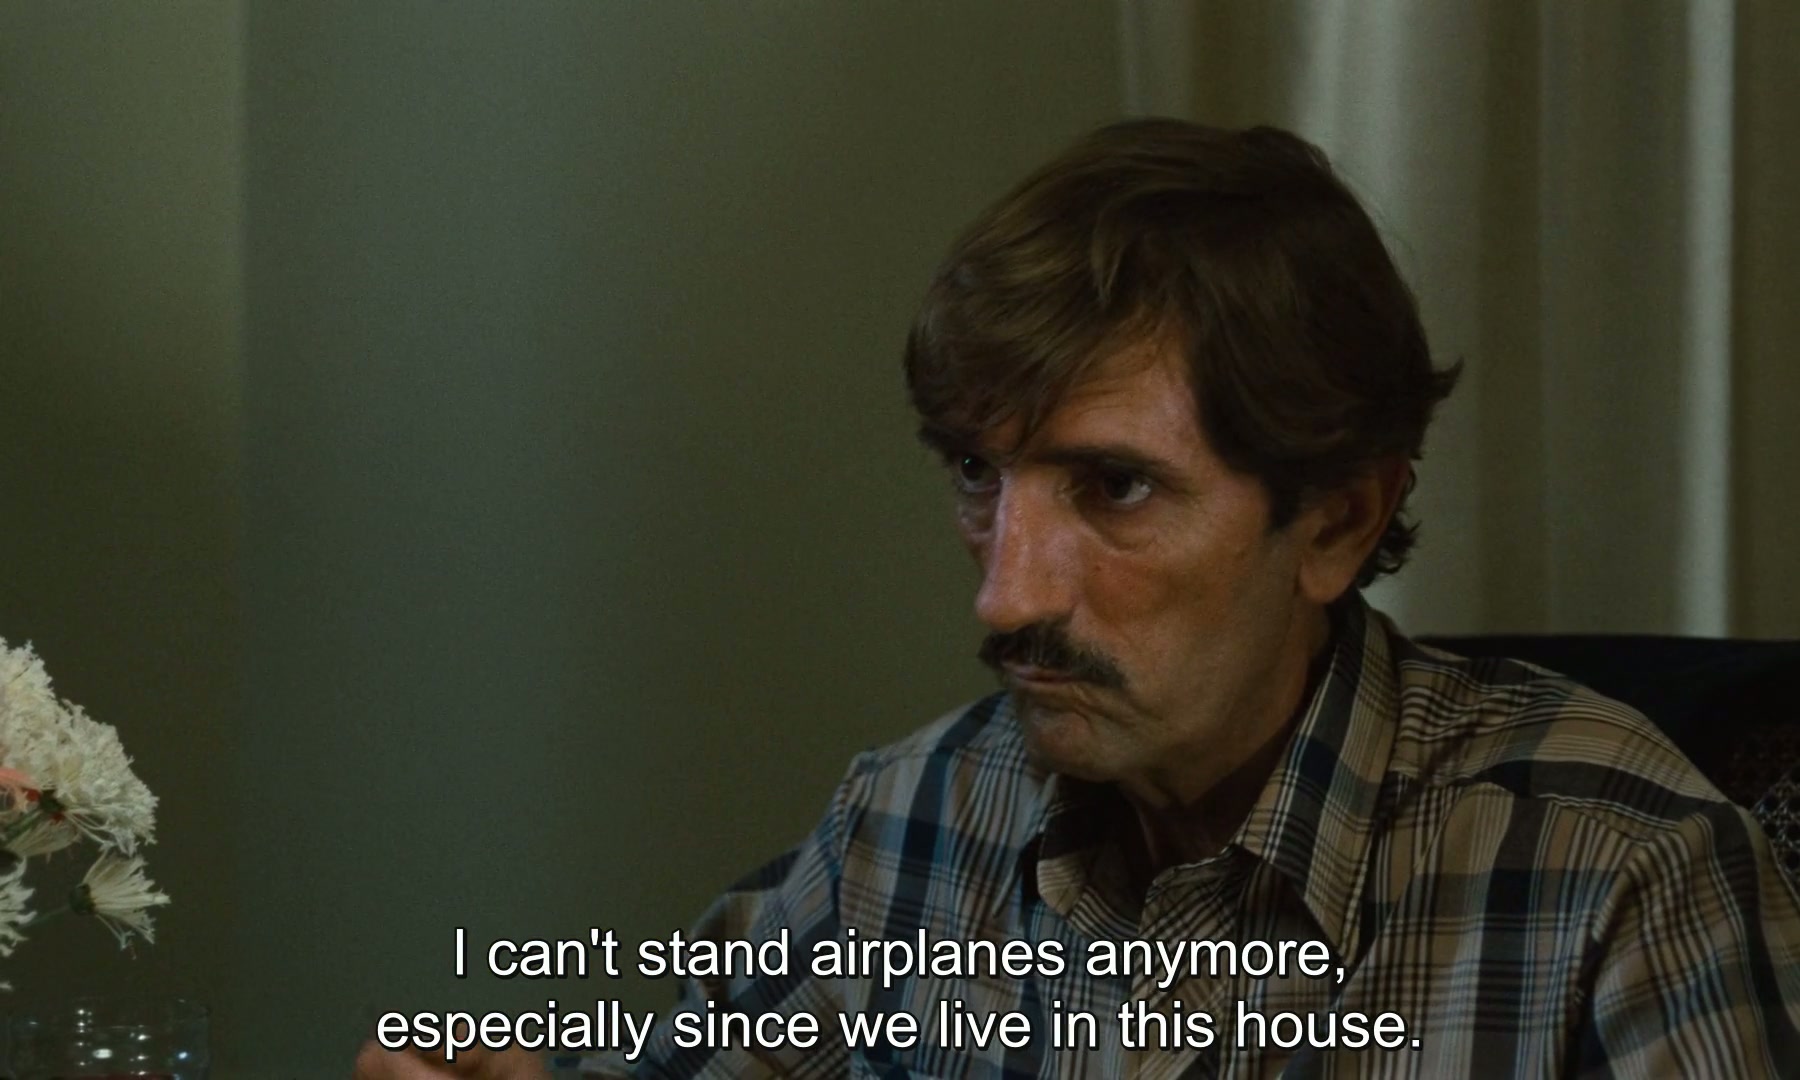 I can't stand airplanes anymore,
especially since we live in this house.